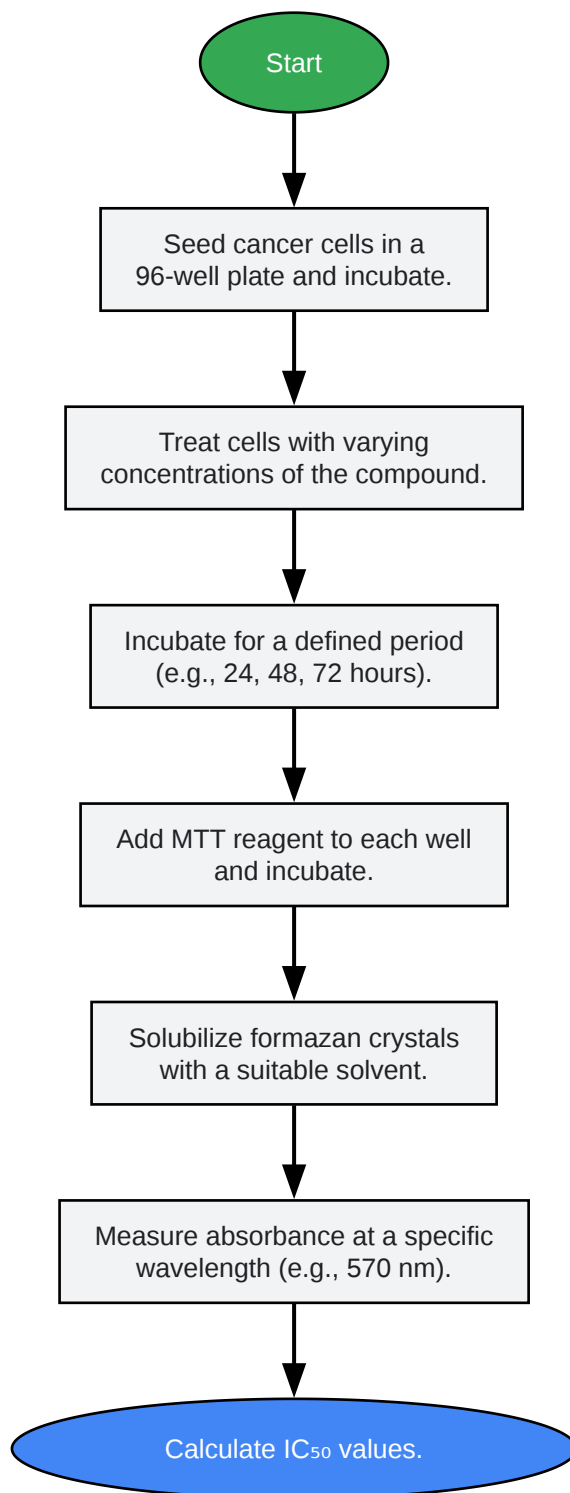 Start
Seed cancer cells in a
96-well plate and incubate.
Treat cells with varying
concentrations of the compound.
Incubate for a defined period
(e.g., 24, 48, 72 hours).
Add MTT reagent to each well
and incubate.
Solubilize formazan crystals
with a suitable solvent.
Measure absorbance at a specific
wavelength (e.g., 570 nm).
Calculate IC₅₀ values.